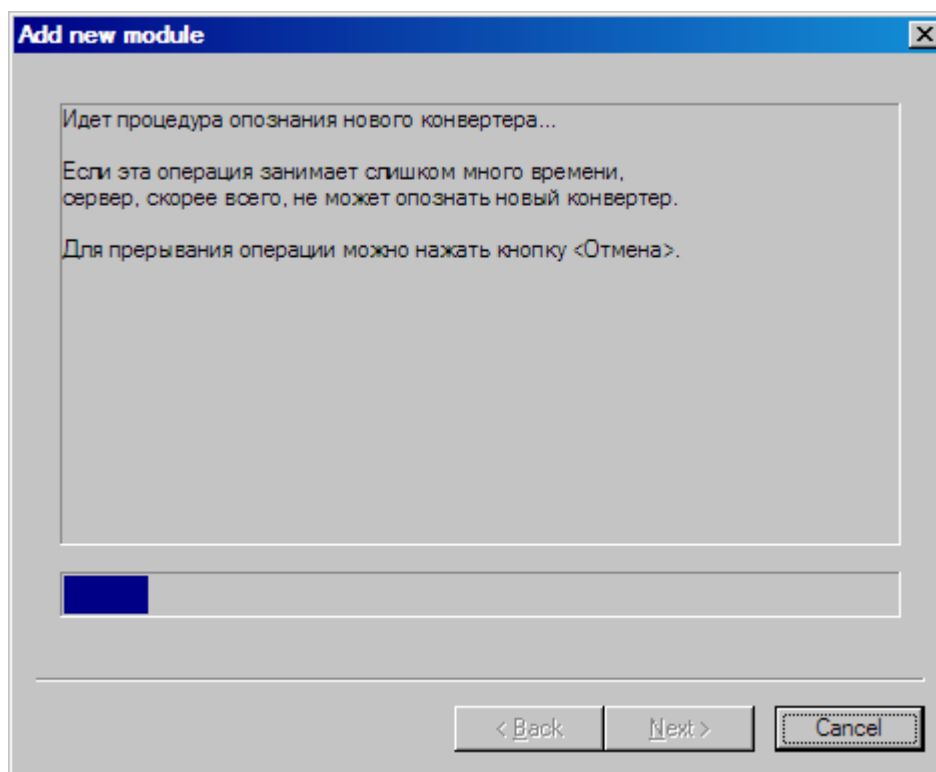 Add new module
Идет процедура опознания нового конвертера...
Если эта операция занимает слишком много времени,
сервер, скорее всего, не может опознать новый конвертер.
Для прерывания операции можно нажать кнопку <Отмена>.
< Back
Next >
Cancel